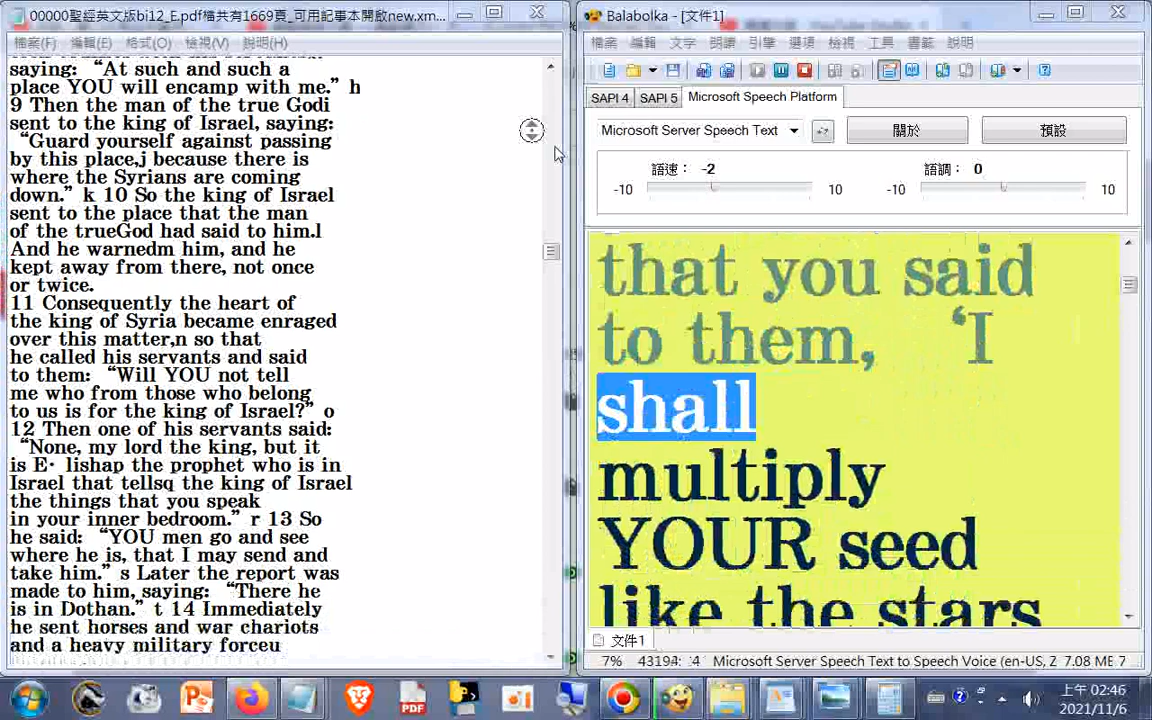 00000聖經英文版bi12_E.pdf檔共有1669頁_可用記事本開啟new.xm...
檔案(F) 編輯(E) 格式(O) 檢視(V) 說明(H)
saying: “At such and such a
place YOU will encamp with me.” h
9 Then the man of the true Godi
sent to the king of Israel, saying:
“Guard yourself against passing
by this place,j because there is
where the Syrians are coming
down.” k 10 So the king of Israel
sent to the place that the man
of the trueGod had said to him.l
And he warnedm him, and he
kept away from there, not once
or twice.
11 Consequently the heart of
the king of Syria became enraged
over this matter,n so that
he called his servants and said
to them: “Will YOU not tell
me who from those who belong
to us is for the king of Israel?” o
12 Then one of his servants said:
“None, my lord the king, but it
is E· lishap the prophet who is in
Israel that tellsq the king of Israel
the things that you speak
in your inner bedroom.” r 13 So
he said: “YOU men go and see
where he is, that I may send and
take him.” s Later the report was
made to him, saying: “There he
is in Dothan.” t 14 Immediately
he sent horses and war chariots
and a heavy military forceu
Balabolka - [文件1]
檔案 編輯 文字 朗讀 引擎 選項 檢視 工具 書籤 說明
SAPI 4 SAPI 5 Microsoft Speech Platform
Microsoft Server Speech Text 關於 預設
語速： -2 語調： 0
-10 10 -10 10
that you said
to them, ‘I
shall
multiply
YOUR seed
like the stars
文件1
7% 43194: 14 Microsoft Server Speech Text to Speech Voice (en-US, 2 7.08 ME 7
PDF
上午 02:46
2021/11/6